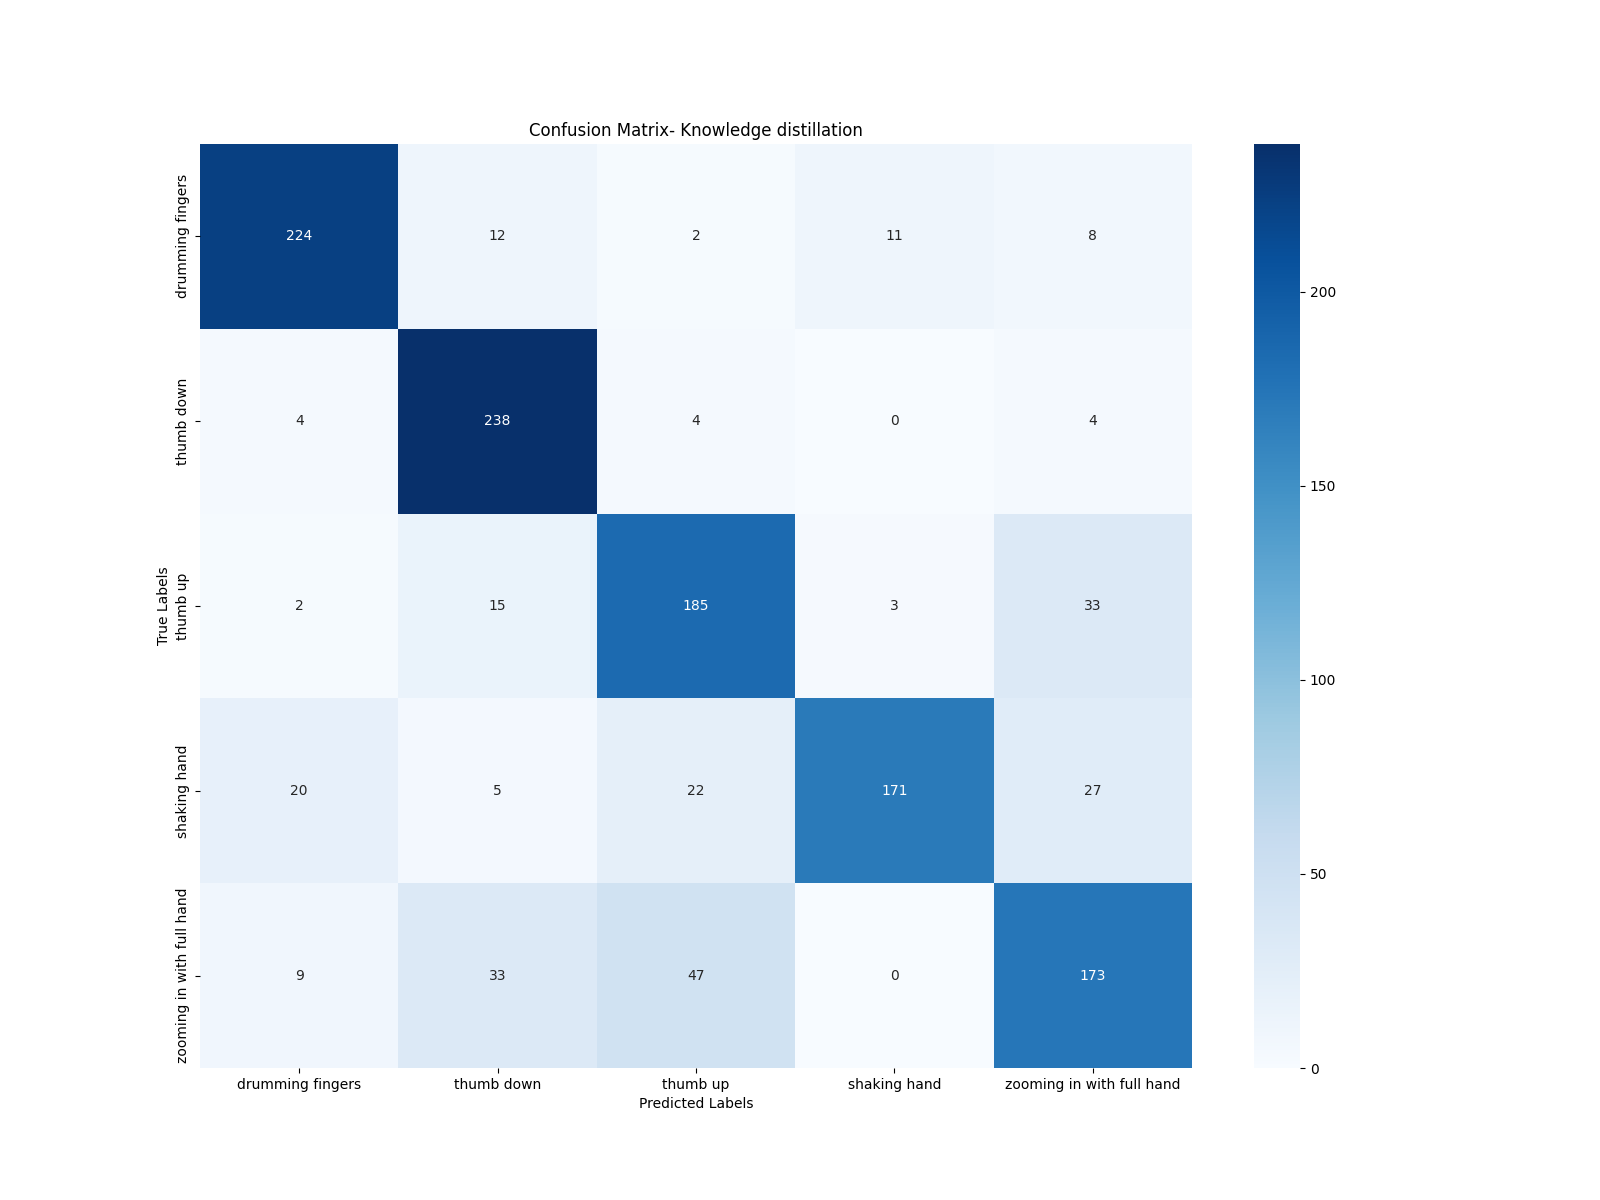 Confusion Matrix- Knowledge distillation
True Labels
drumming fingers
224 12 2 11 8
thumb down
4 238 4 0 4
thumb up
2 15 185 3 33
shaking hand
20 5 22 171 27
zooming in with full hand
9 33 47 0 173
drumming fingers thumb down thumb up shaking hand zooming in with full hand
Predicted Labels
200
150
100
50
0